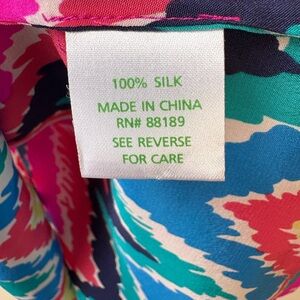 100% SILK
MADE IN CHINA
RN# 88189
SEE REVERSE
FOR CARE